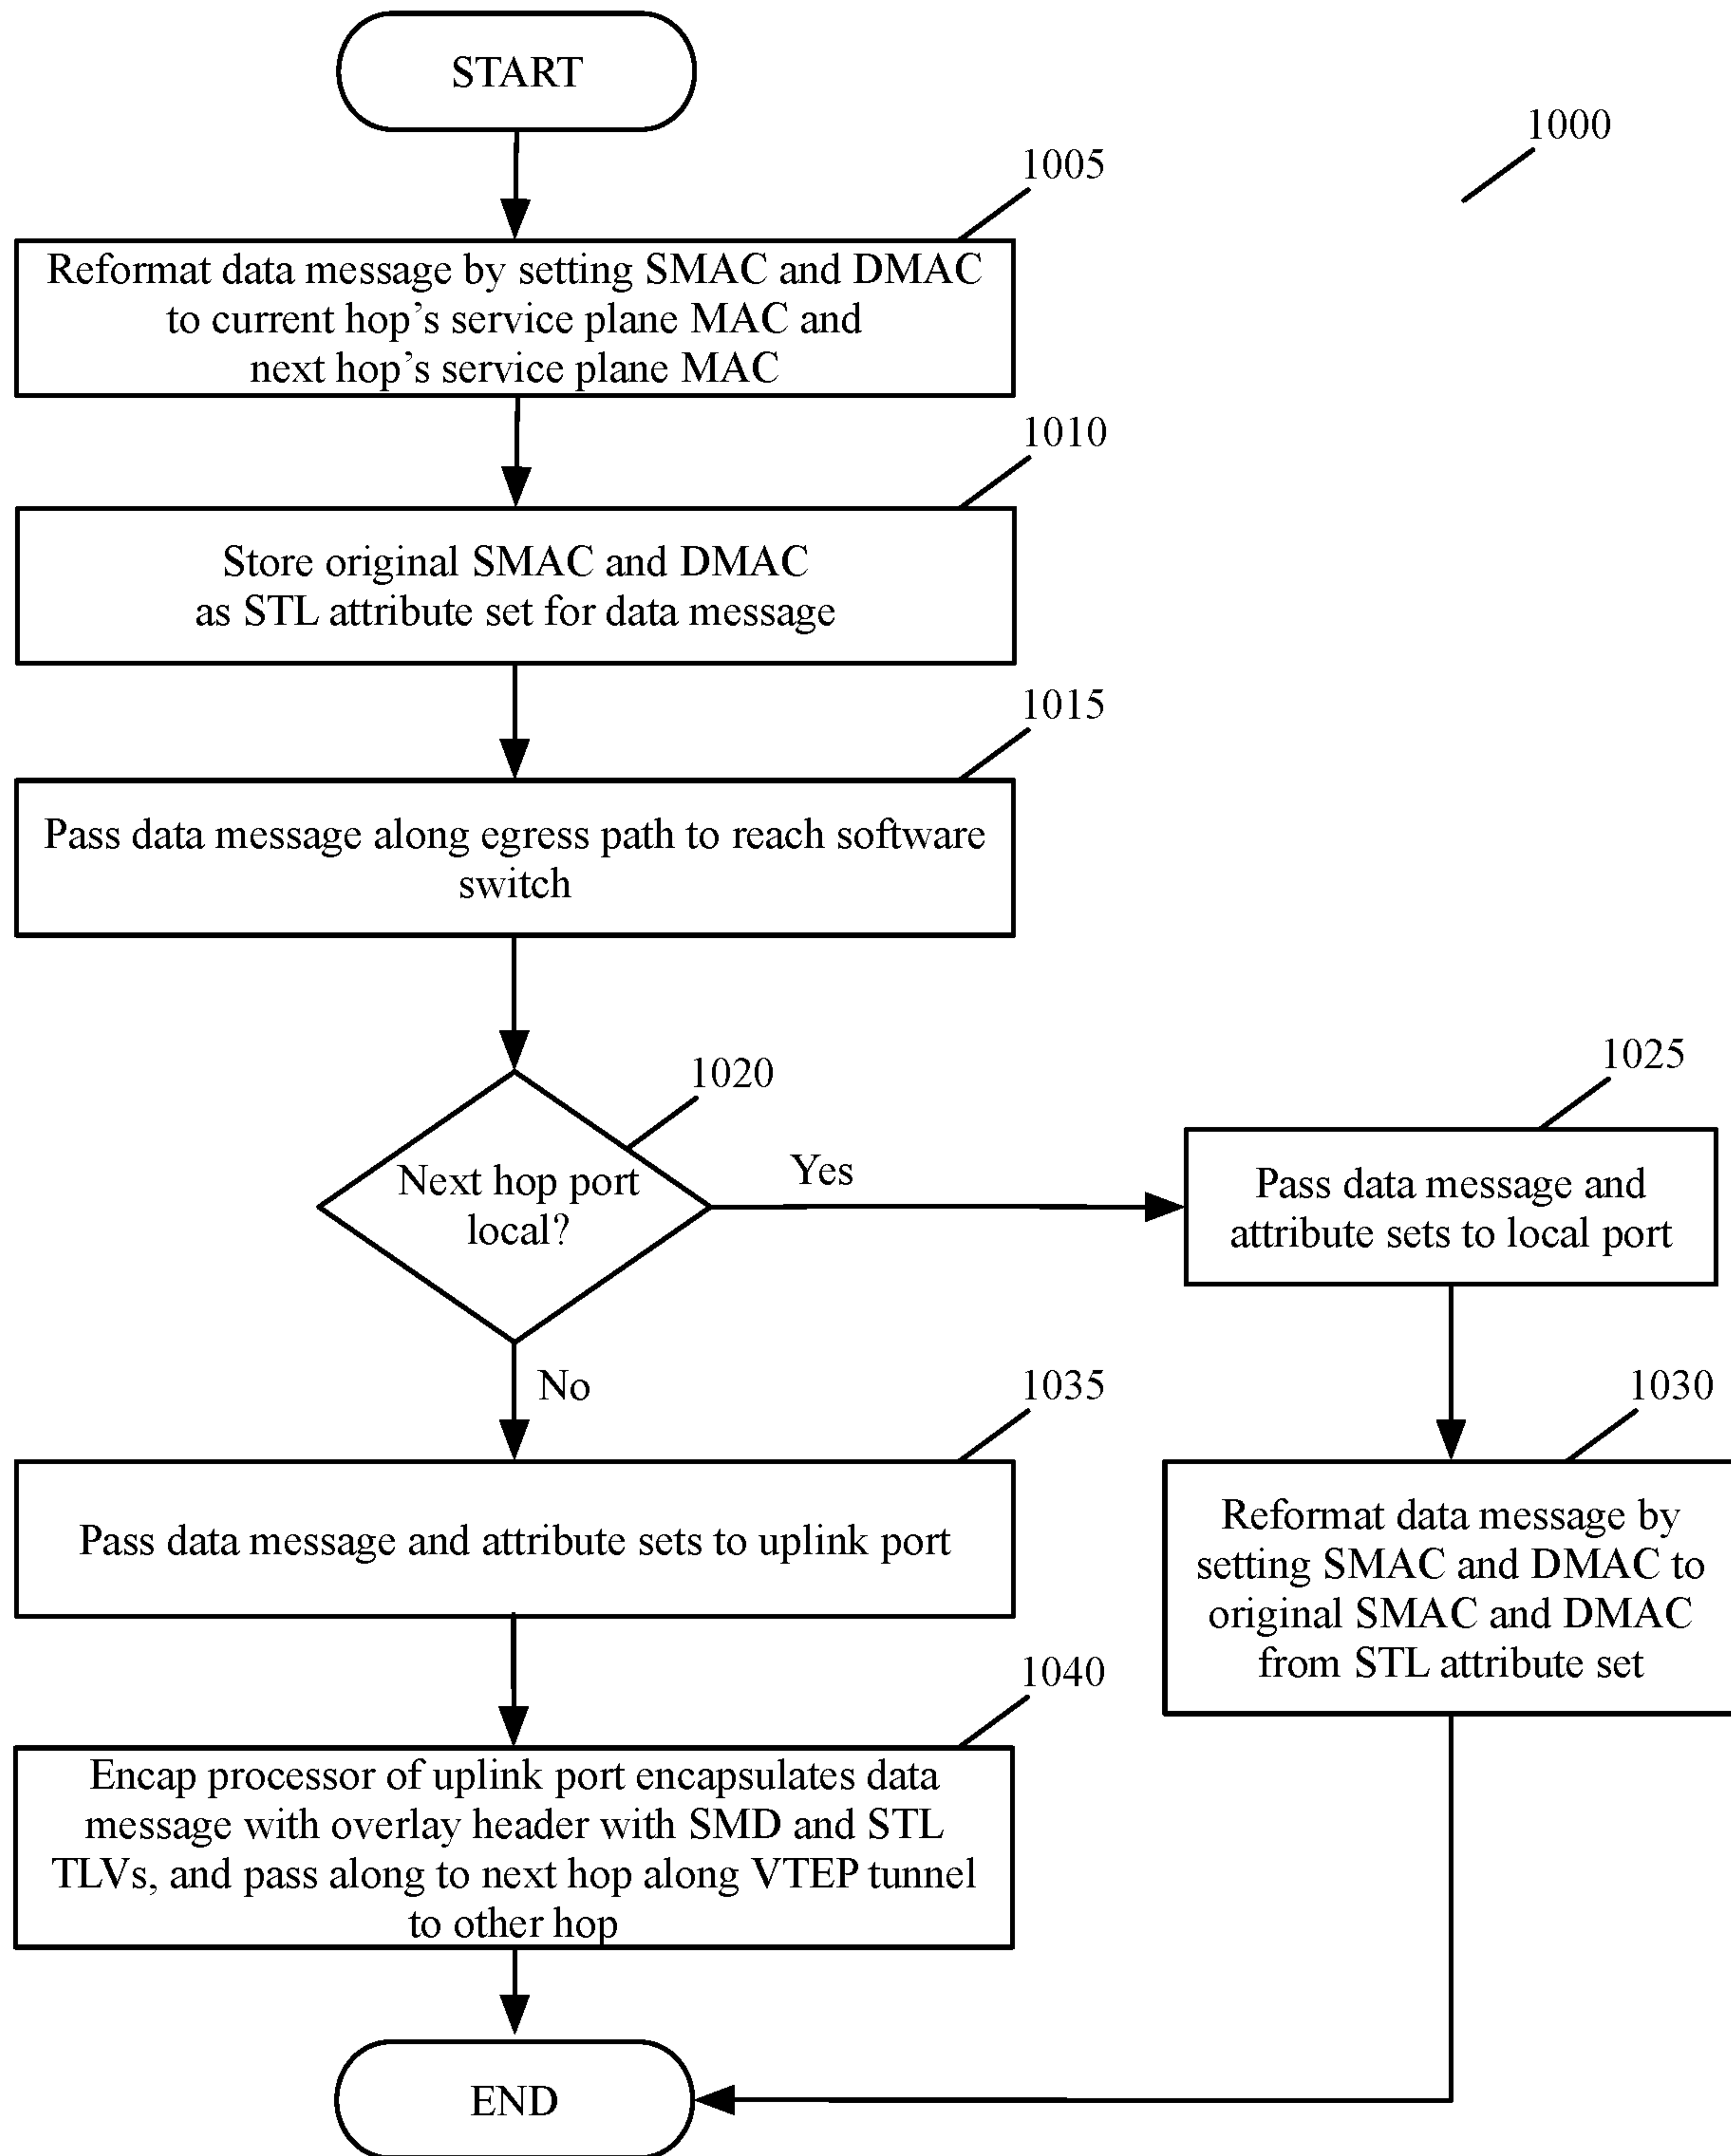 START
1000
1005
Reformat data message by setting SMAC and DMAC
to current hop’s service plane MAC and
next hop’s service plane MAC
1010
Store original SMAC and DMAC
as STL attribute set for data message
1015
Pass data message along egress path to reach software
switch
1020
Next hop port
local?
Yes
1025
Pass data message and
attribute sets to local port
No
1035
Pass data message and attribute sets to uplink port
1030
Reformat data message by
setting SMAC and DMAC to
original SMAC and DMAC
from STL attribute set
1040
Encap processor of uplink port encapsulates data
message with overlay header with SMD and STL
TLVs, and pass along to next hop along VTEP tunnel
to other hop
END